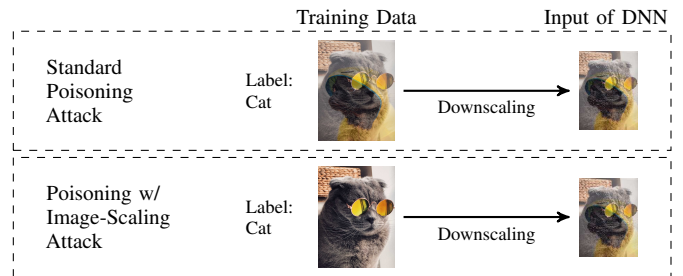 Training Data
Input of DNN
Standard
Poisoning
Attack
Label:
Cat
Downscaling
Poisoning w/
Image-Scaling
Attack
Label:
Cat
Downscaling